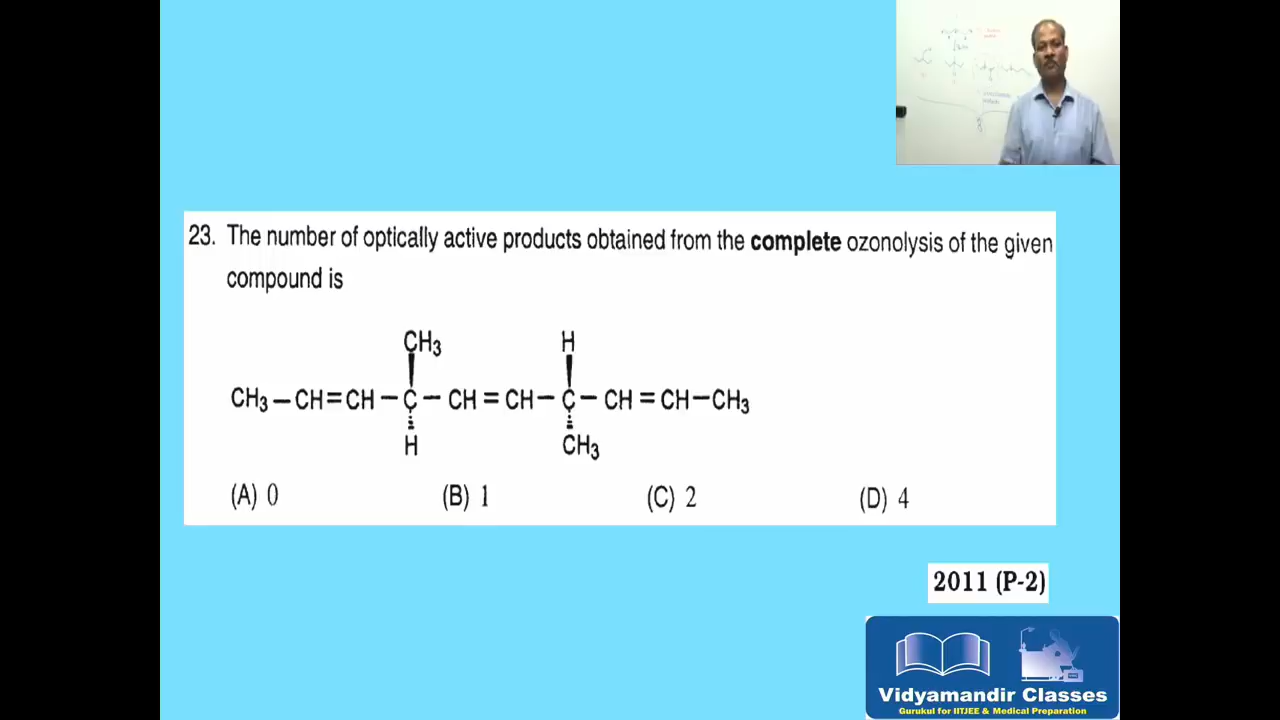 23. The number of optically active products obtained from the complete ozonolysis of the given
compound is
CH3 H
CH3 – CH = CH – C – CH = CH – C – CH = CH – CH3
H CH3
(A) 0 (B) 1 (C) 2 (D) 4
2011 (P-2)
Vidyamandir Classes
Gurukul for IITJEE & Medical Preparation